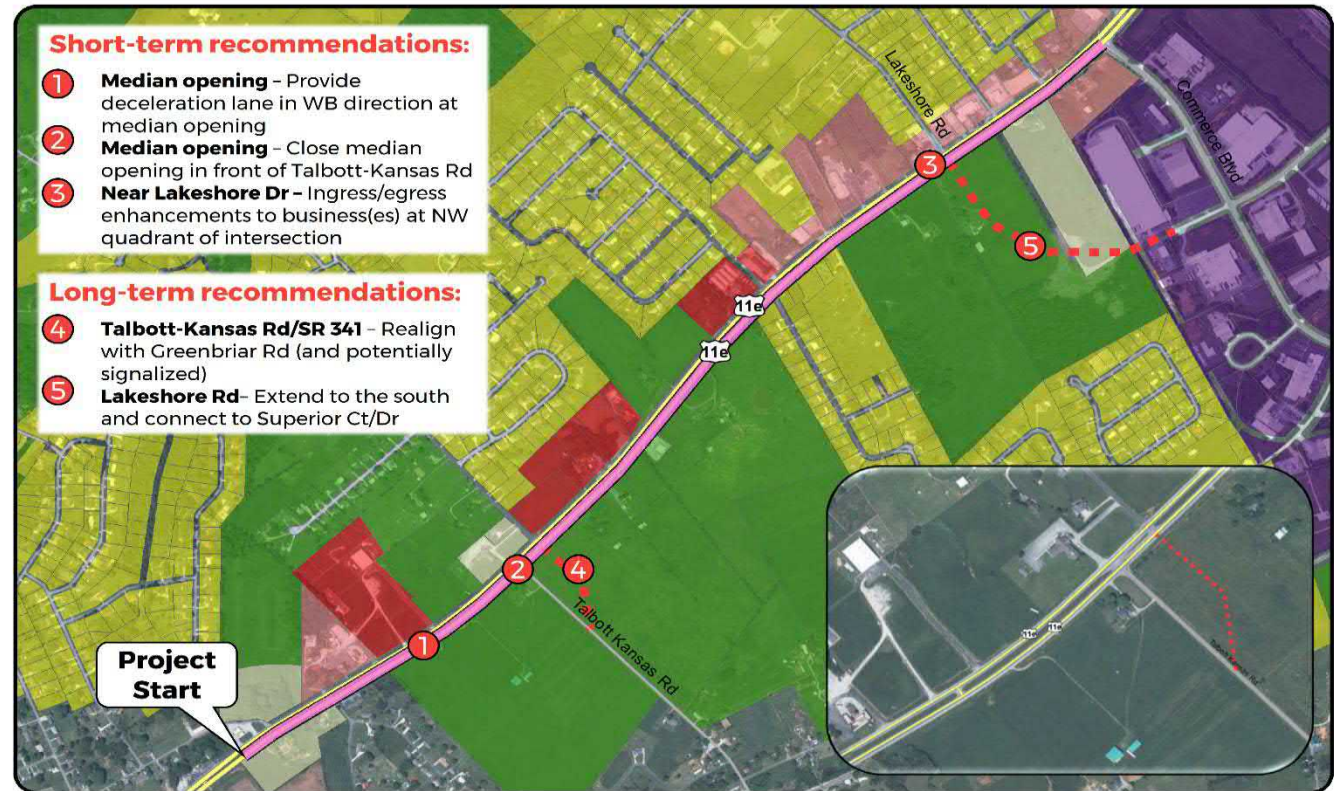 Short-term recommendations:
1 Median opening – Provide
deceleration lane in WB direction at
median opening
2 Median opening – Close median
opening in front of Talbott-Kansas Rd
3 Near Lakeshore Dr – Ingress/egress
enhancements to business(es) at NW
quadrant of intersection
Long-term recommendations:
4 Talbott-Kansas Rd/SR 341 – Realign
with Greenbriar Rd (and potentially
signalized)
5 Lakeshore Rd– Extend to the south
and connect to Superior Ct/Dr
Lakeshore Rd
Commerce Blvd
3
5
11e
11e
2
4
Talbott Kansas Rd
1
Project
Start
11e
11e
Talbott Kansas Rd